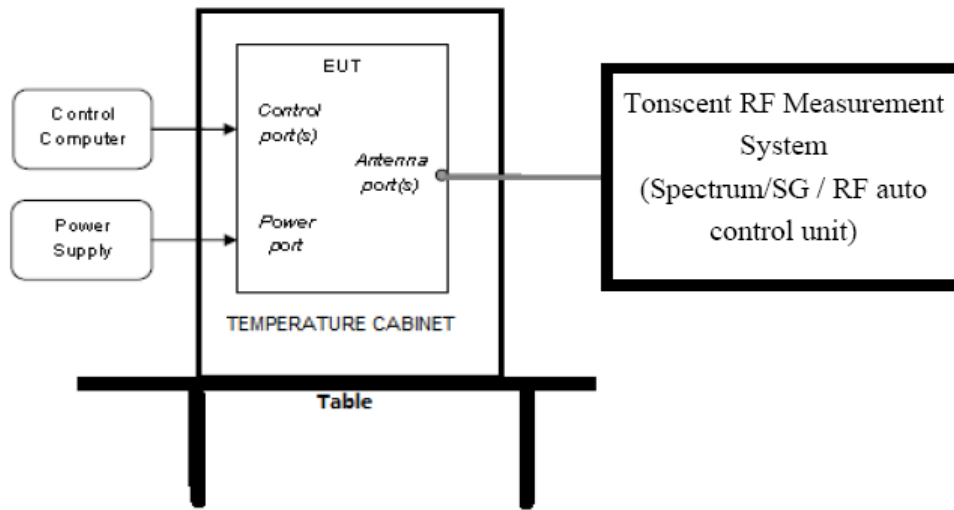 EUT
Control
port(s)
Antenna
port(s)
Power
port
Control
Computer
Power
Supply
TEMPERATURE CABINET
Table
Tonscent RF Measurement
System
(Spectrum/SG / RF auto
control unit)